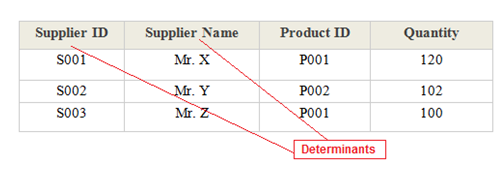 Supplier ID Supplier Name Product ID Quantity
S001 Mr. X P001 120
S002 Mr. Y P002 102
S003 Mr. Z P001 100
Determinants